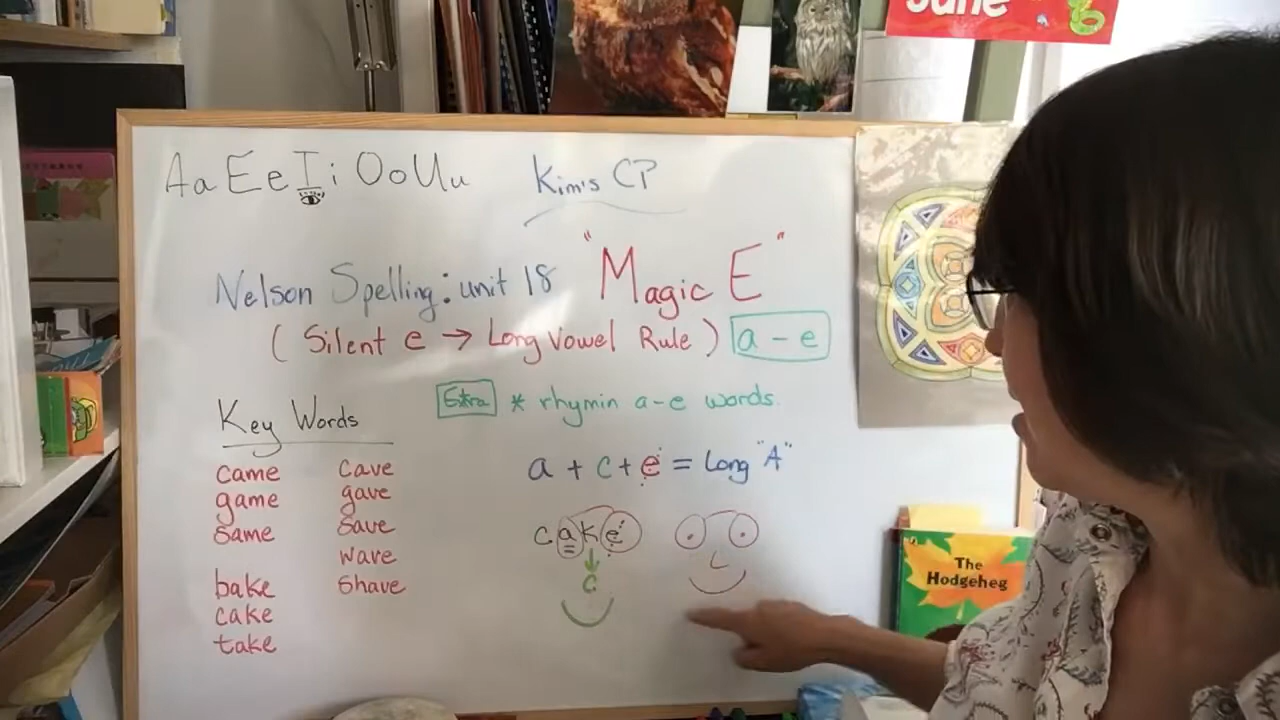 Jane
Aa Ee Ii Oo Uu
Kim's CP
Nelson Spelling: unit 18 "Magic E"
( Silent e → Long Vowel Rule ) a - e
Extra * rhymin a-e words.
Key Words
came cave
game gave
same save
wave
bake shave
cake
take
a + c + e = Long "A"
cake
c
The
Hodgeheg